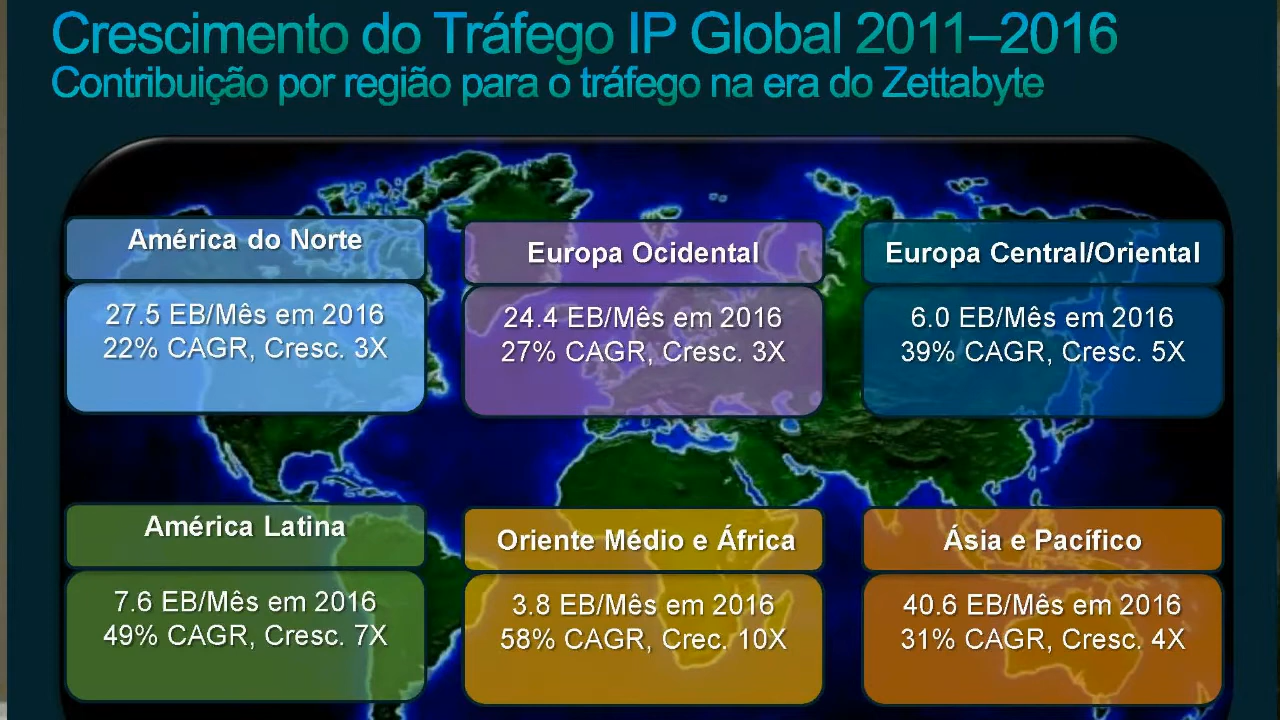 Crescimento do Tráfego IP Global 2011–2016
Contribuição por região para o tráfego na era do Zettabyte
América do Norte
27.5 EB/Mês em 2016
22% CAGR, Cresc. 3X
Europa Ocidental
24.4 EB/Mês em 2016
27% CAGR, Cresc. 3X
Europa Central/Oriental
6.0 EB/Mês em 2016
39% CAGR, Cresc. 5X
América Latina
7.6 EB/Mês em 2016
49% CAGR, Cresc. 7X
Oriente Médio e África
3.8 EB/Mês em 2016
58% CAGR, Crec. 10X
Ásia e Pacífico
40.6 EB/Mês em 2016
31% CAGR, Cresc. 4X